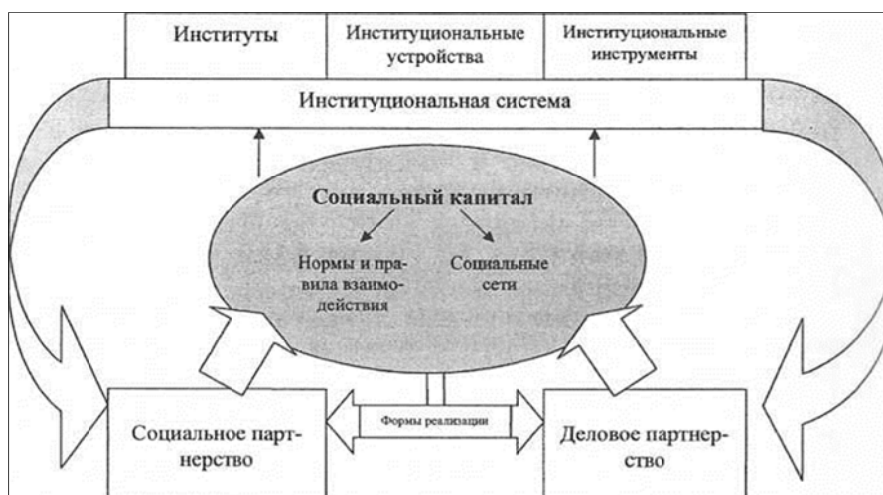 Институты
Институциональные
устройства
Институциональные
инструменты
Институциональная система
Социальный капитал
Нормы и пра-
вила взаимо-
действия
Социальные
сети
Формы реализации
Социальное парт-
нерство
Деловое партнер-
ство